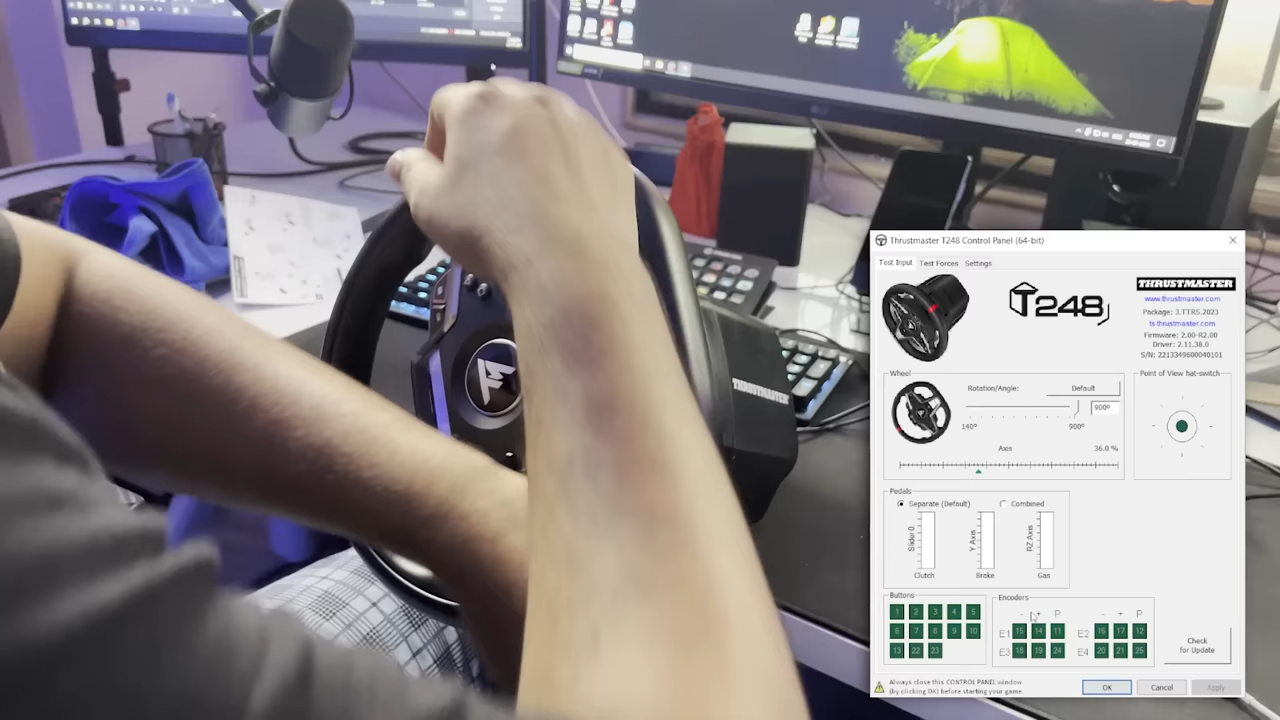 Thrustmaster T248 Control Panel (64-bit)
Test Input Test Forces Settings
T248
THRUSTMASTER
www.thrustmaster.com
Package: 3.TTRS.2023
ts.thrustmaster.com
Firmware: 2.00-R2.00
Driver: 2.11.38.0
S/N: 2213349600040101
Wheel
Rotation/Angle: Default
900º
140º 900º
Axis 36.0 %
Point of View hat-switch
Pedals
Separate (Default) Combined
Slider 0 Y Axis RZ Axis
Clutch Brake Gas
Buttons
1 2 3 4 5
6 7 8 9 10
13 22 23
Encoders
- + P - + P
E1 15 14 11 E2 16 17 12
E3 18 19 24 E4 20 21 25
Check
for Update
Always close this CONTROL PANEL window
(by clicking OK) before starting your game.
OK Cancel Apply
THRUSTMASTER